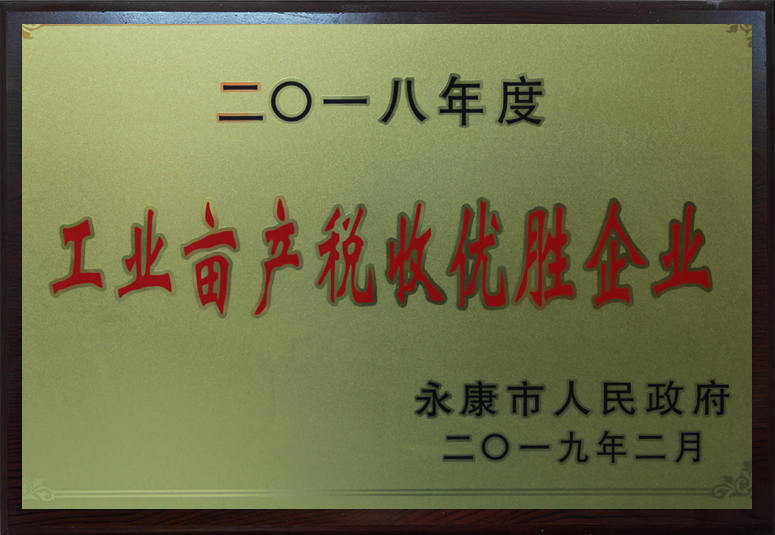 二〇一八年度
工业亩产税收优胜企业
永康市人民政府
二〇一九年二月